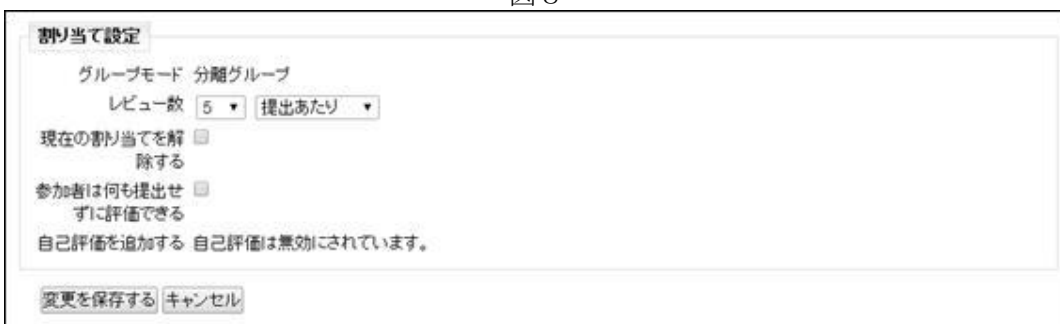 割り当て設定
グループモード 分離グループ
レビュー数 5 提出あたり
現在の割り当てを解
除する
参加者は何も提出せ
ずに評価できる
自己評価を追加する 自己評価は無効にされています。
変更を保存する キャンセル